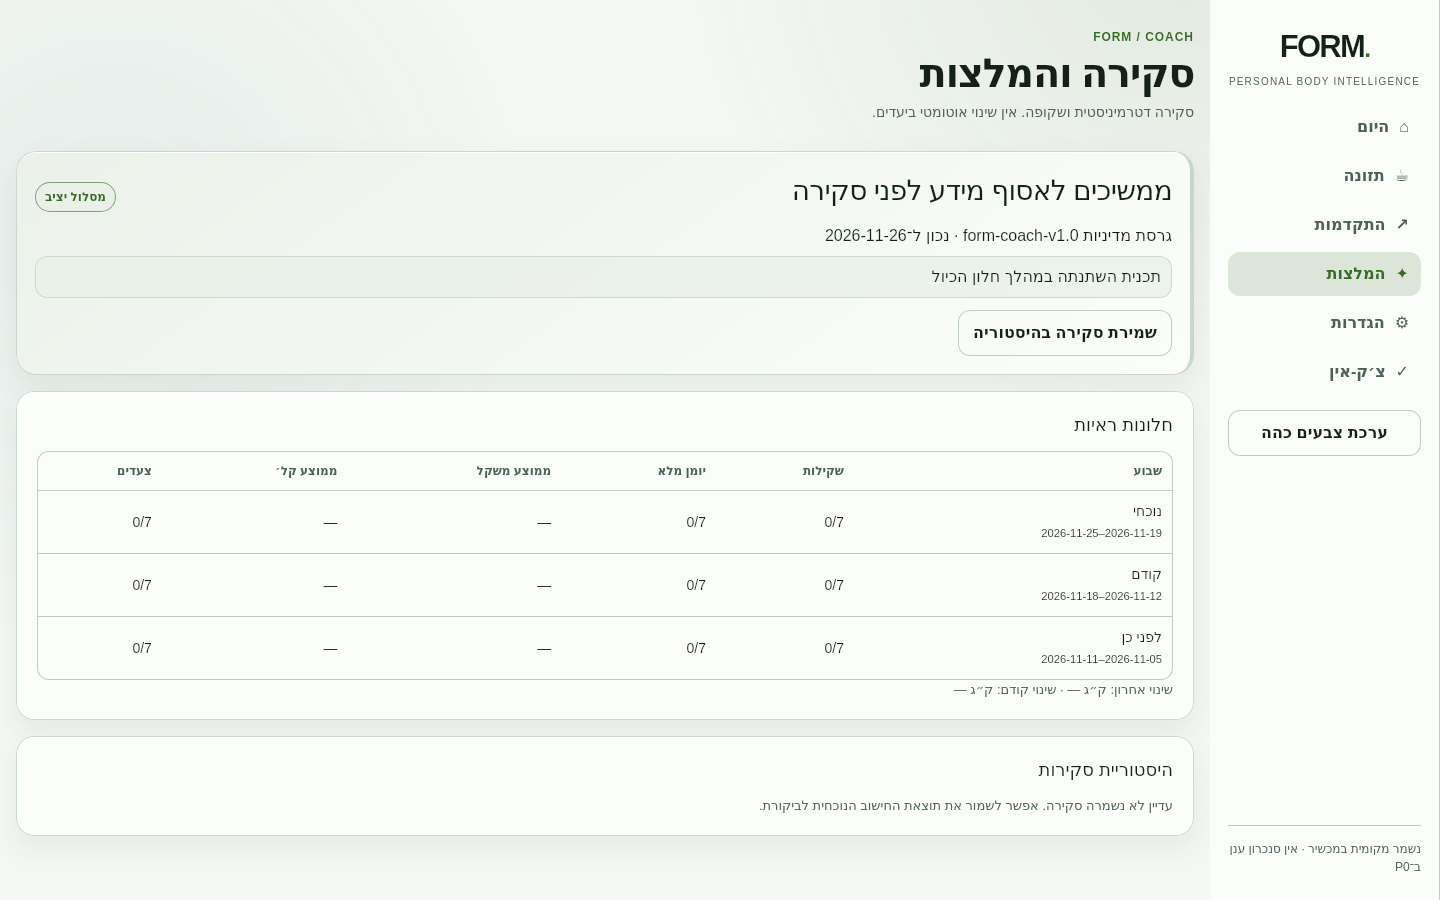 FORM.
PERSONAL BODY INTELLIGENCE
היום
תזונה
התקדמות
המלצות
הגדרות
צ׳ק-אין
ערכת צבעים כהה
נשמר מקומית במכשיר · אין סנכרון ענן
ב־P0
FORM / COACH
סקירה והמלצות
סקירה דטרמיניסטית ושקופה. אין שינוי אוטומטי ביעדים.
ממשיכים לאסוף מידע לפני סקירה
מסלול יציב
גרסת מדיניות form-coach-v1.0 · נכון ל־2026-11-26
תכנית השתנתה במהלך חלון הכיול
שמירת סקירה בהיסטוריה
חלונות ראיות
שבוע שקילות יומן מלא ממוצע משקל ממוצע קל׳ צעדים
נוכחי 0/7 0/7 — — 0/7
2026-11-19–2026-11-25
קודם 0/7 0/7 — — 0/7
2026-11-12–2026-11-18
לפני כן 0/7 0/7 — — 0/7
2026-11-05–2026-11-11
שינוי אחרון: ק״ג — · שינוי קודם: ק״ג —
היסטוריית סקירות
עדיין לא נשמרה סקירה. אפשר לשמור את תוצאת החישוב הנוכחית לביקורת.